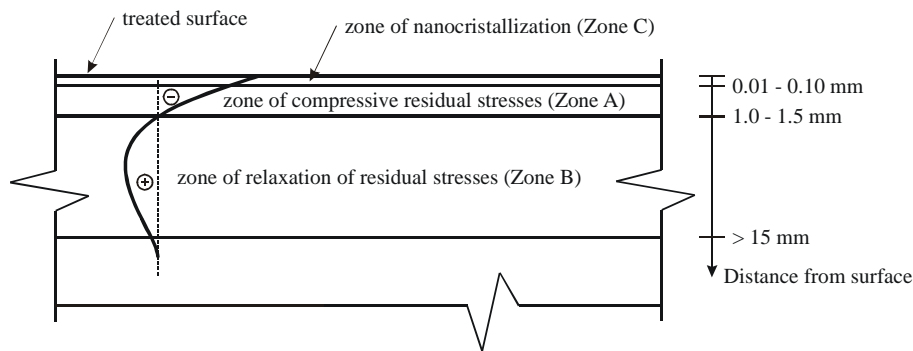 treated surface
zone of nanocristallization (Zone C)
0.01 - 0.10 mm
zone of compressive residual stresses (Zone A)
1.0 - 1.5 mm
zone of relaxation of residual stresses (Zone B)
> 15 mm
Distance from surface